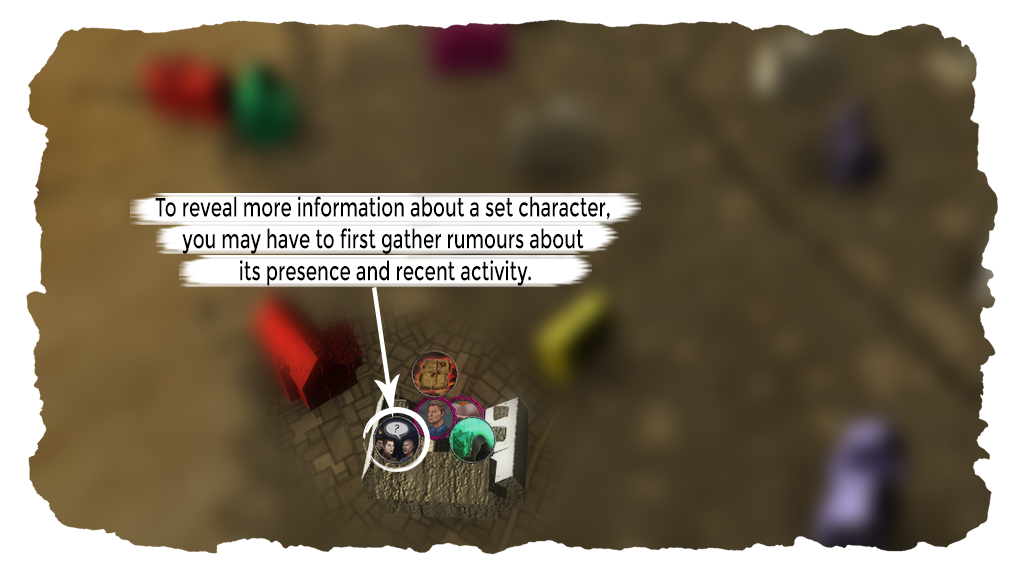 To reveal more information about a set character,
you may have to first gather rumours about
its presence and recent activity.
?